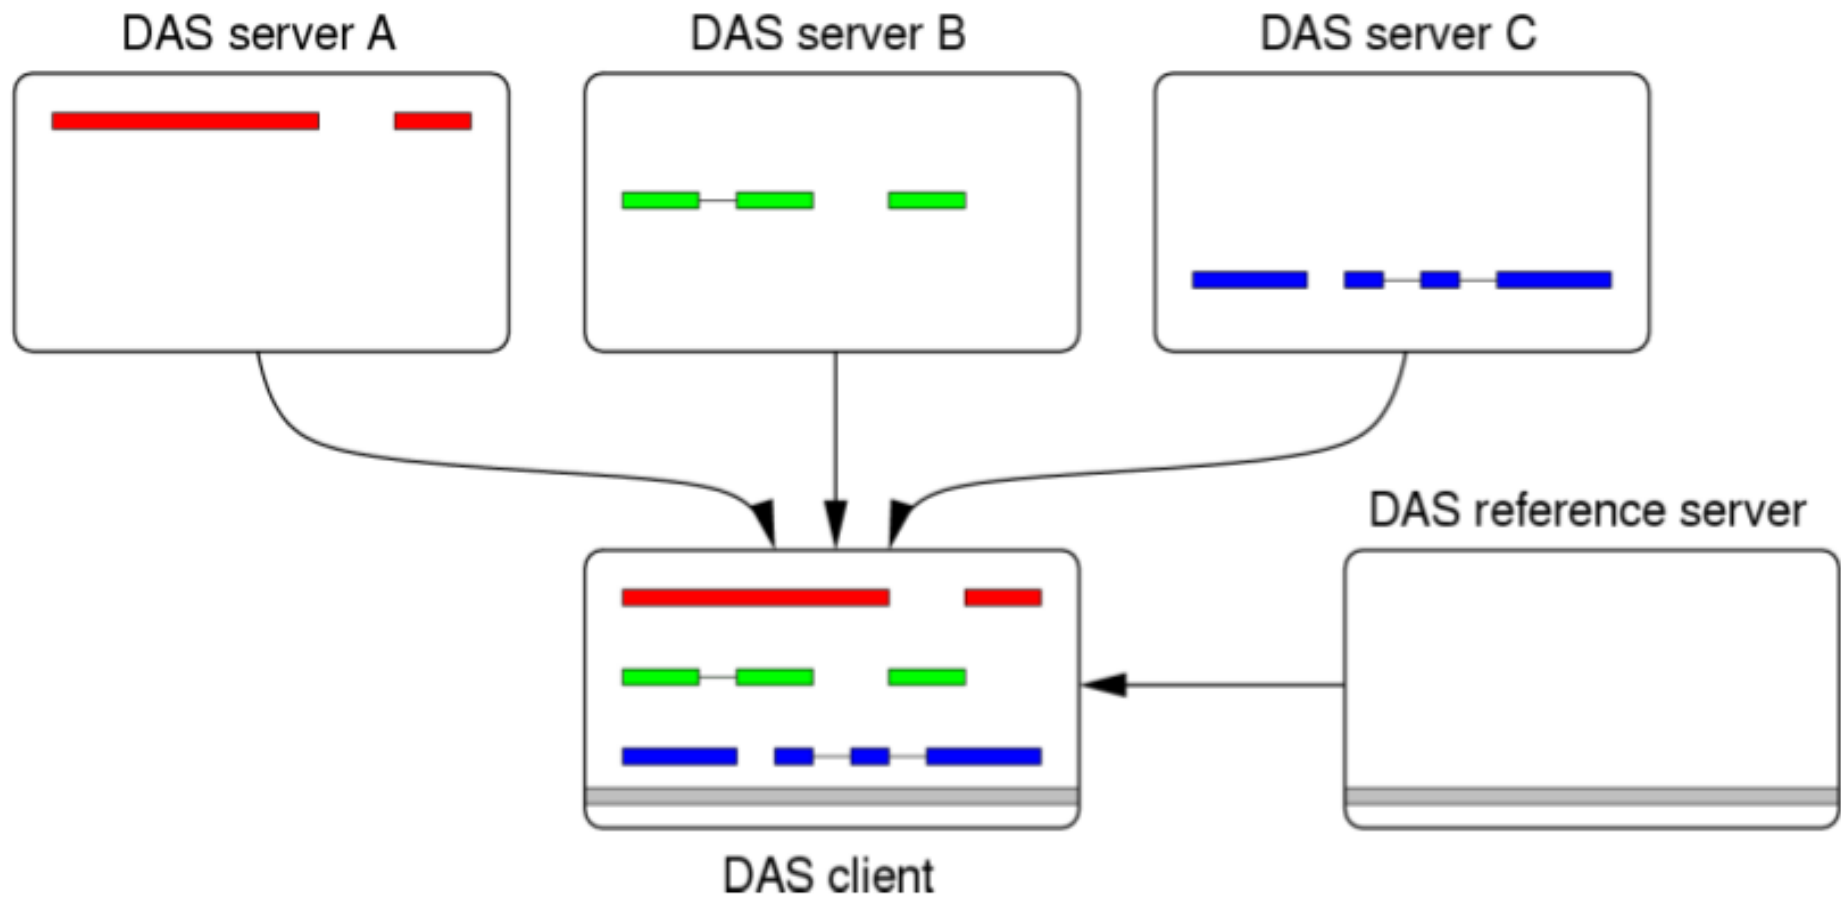 DAS server A
DAS server B
DAS server C
DAS reference server
DAS client